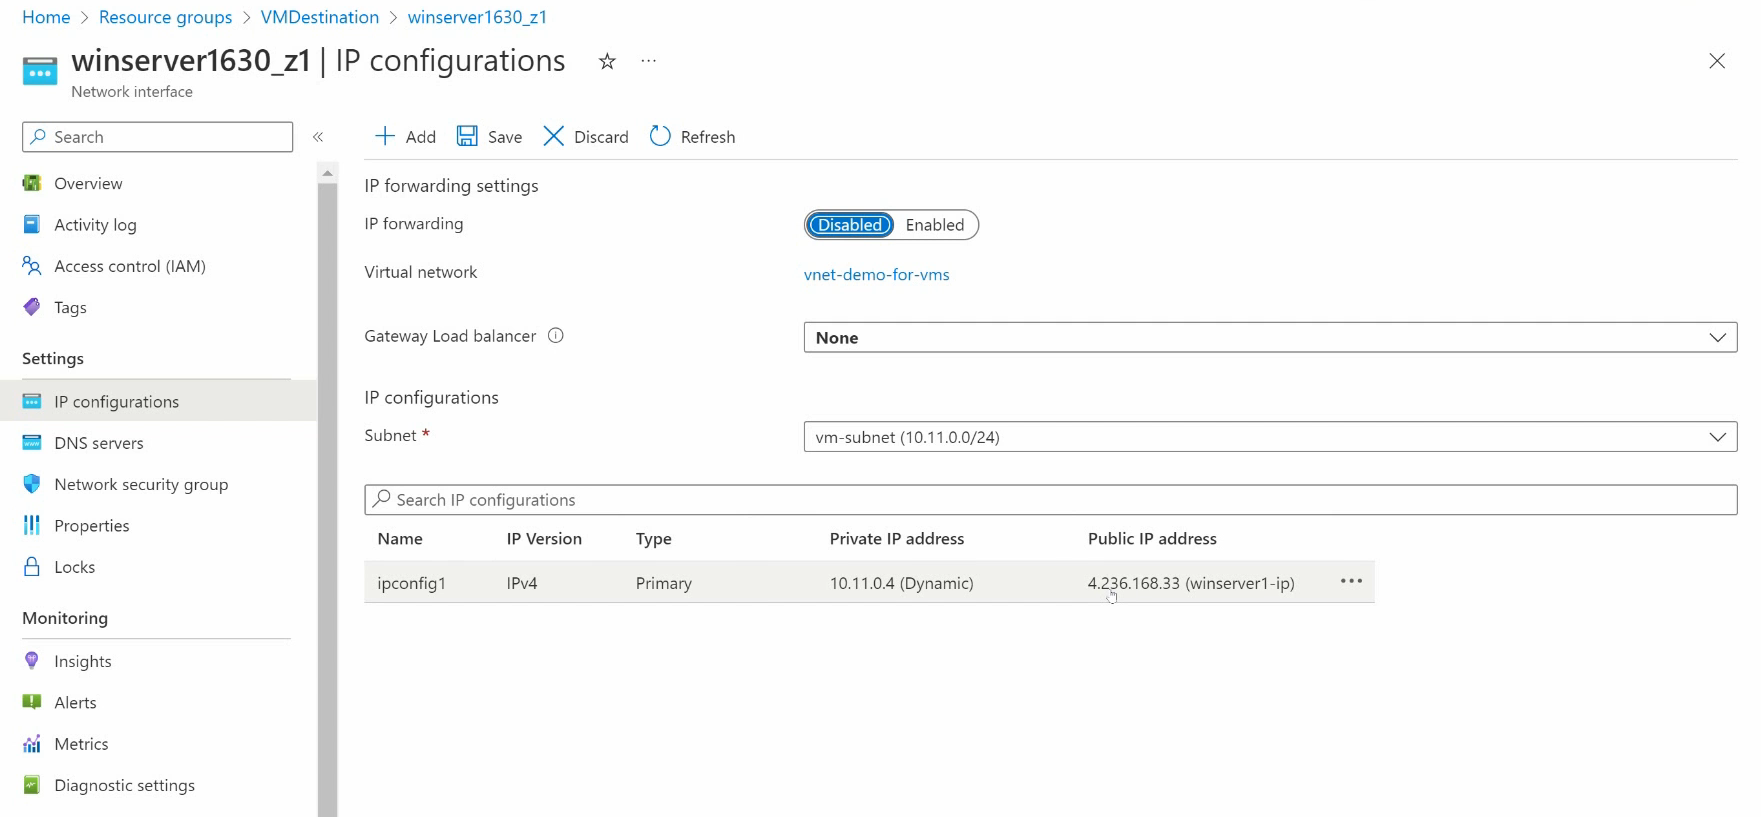 Home > Resource groups > VMDestination > winserver1630_z1
winserver1630_z1 | IP configurations
Network interface
Search
Overview
Activity log
Access control (IAM)
Tags
Settings
IP configurations
DNS servers
Network security group
Properties
Locks
Monitoring
Insights
Alerts
Metrics
Diagnostic settings
Add Save Discard Refresh
IP forwarding settings
IP forwarding Disabled Enabled
Virtual network vnet-demo-for-vms
Gateway Load balancer None
IP configurations
Subnet * vm-subnet (10.11.0.0/24)
Search IP configurations
Name IP Version Type Private IP address Public IP address
ipconfig1 IPv4 Primary 10.11.0.4 (Dynamic) 4.236.168.33 (winserver1-ip)